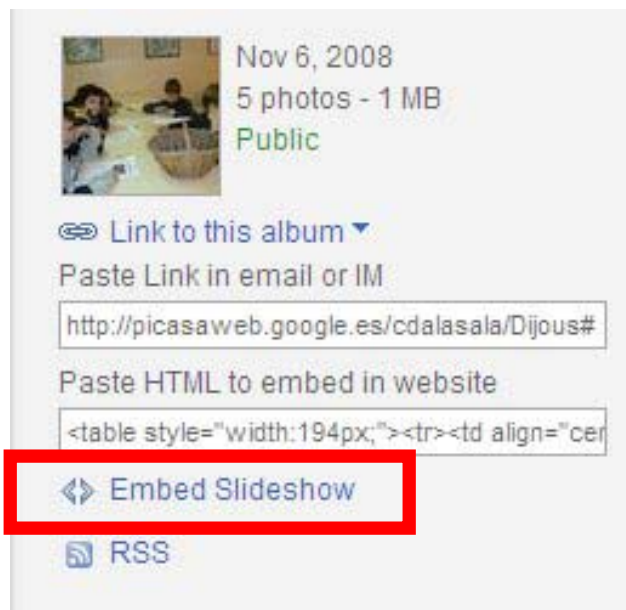 Nov 6, 2008
5 photos - 1 MB
Public
Link to this album
Paste Link in email or IM
http://picasaweb.google.es/cdalasala/Dijous#
Paste HTML to embed in website
<table style="width:194px;"><tr><td align="cer
Embed Slideshow
RSS